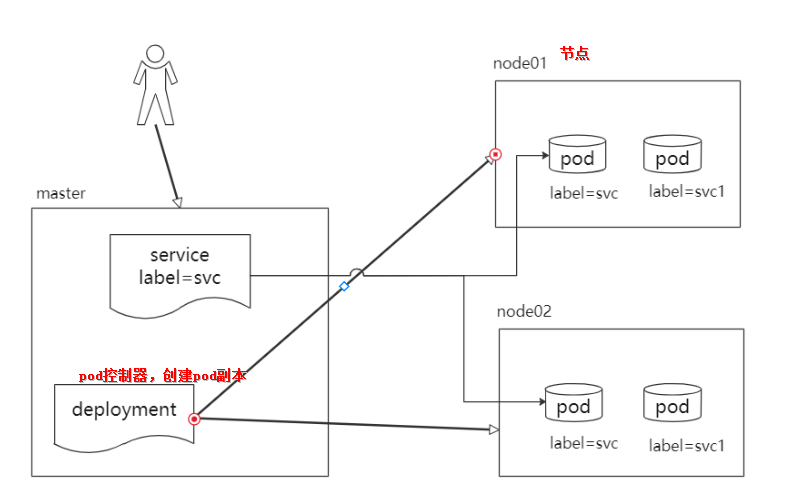 node01 节点
pod
pod
label=svc
label=svc1
master
service
label=svc
node02
pod控制器，创建pod副本
deployment
pod
pod
label=svc
label=svc1